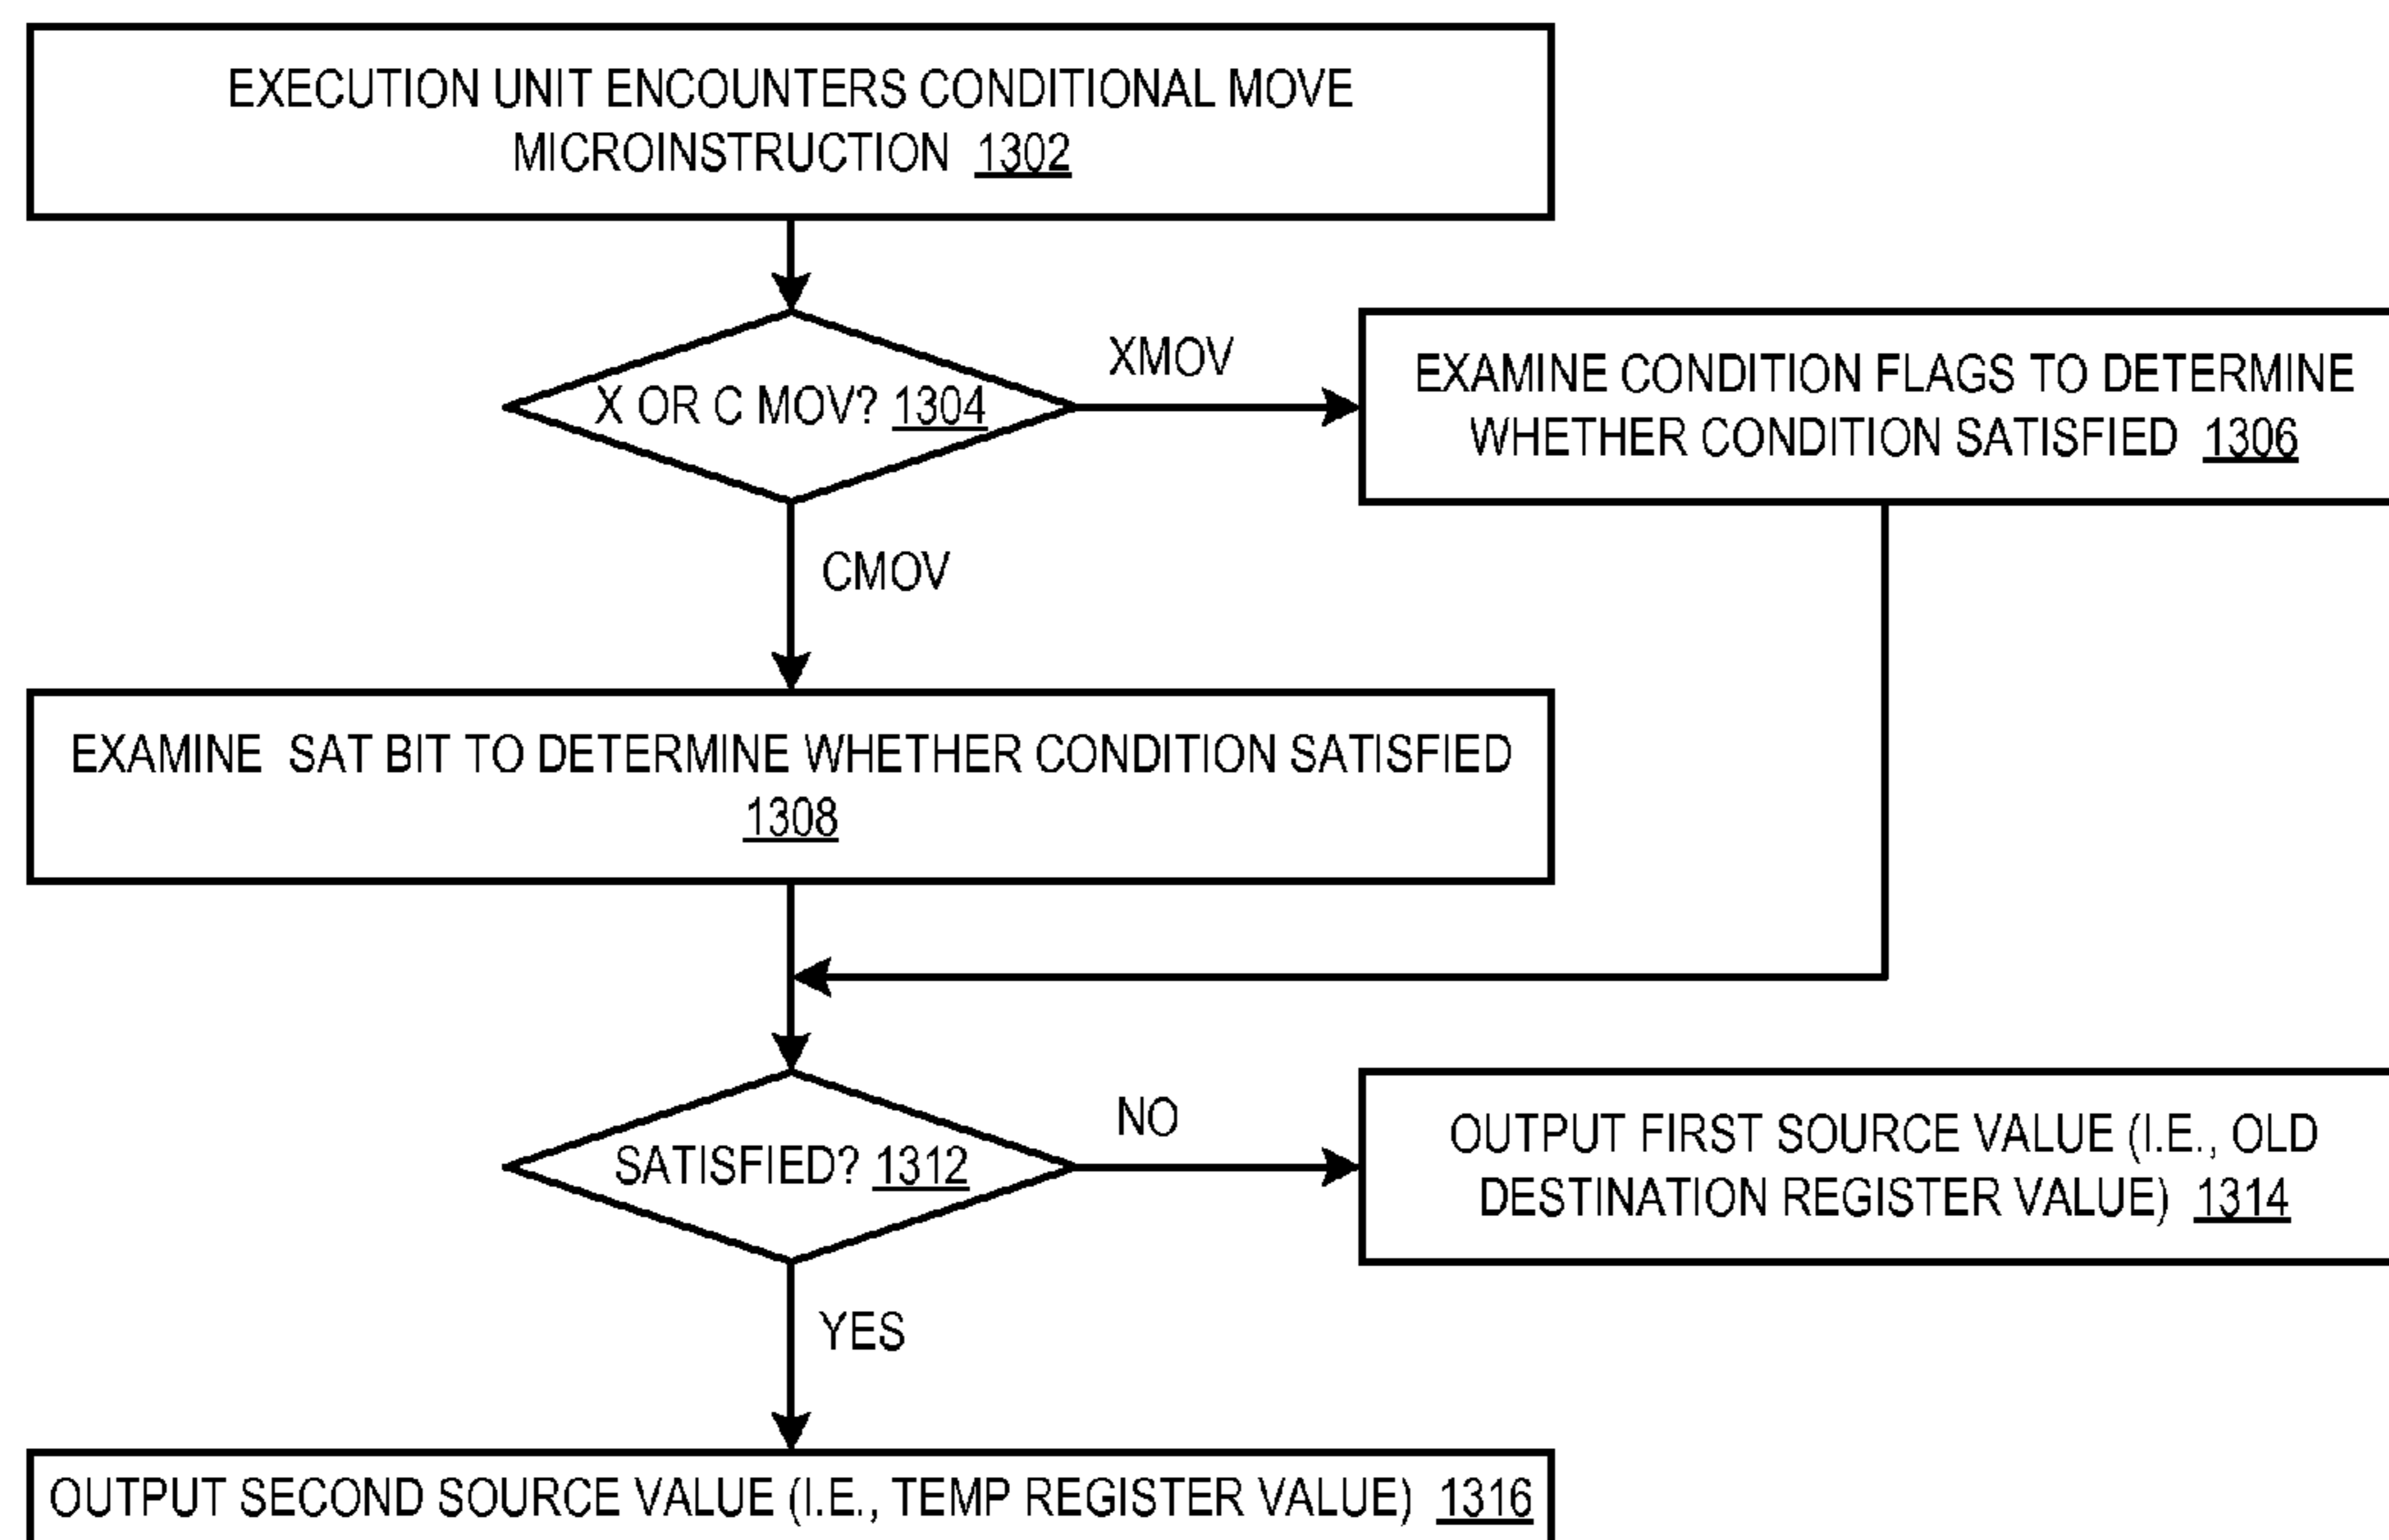 EXECUTION UNIT ENCOUNTERS CONDITIONAL MOVE
MICROINSTRUCTION 1302
X OR C MOV? 1304
XMOV
EXAMINE CONDITION FLAGS TO DETERMINE
WHETHER CONDITION SATISFIED 1306
CMOV
EXAMINE SAT BIT TO DETERMINE WHETHER CONDITION SATISFIED
1308
SATISFIED? 1312
NO
OUTPUT FIRST SOURCE VALUE (I.E., OLD
DESTINATION REGISTER VALUE) 1314
YES
OUTPUT SECOND SOURCE VALUE (I.E., TEMP REGISTER VALUE) 1316